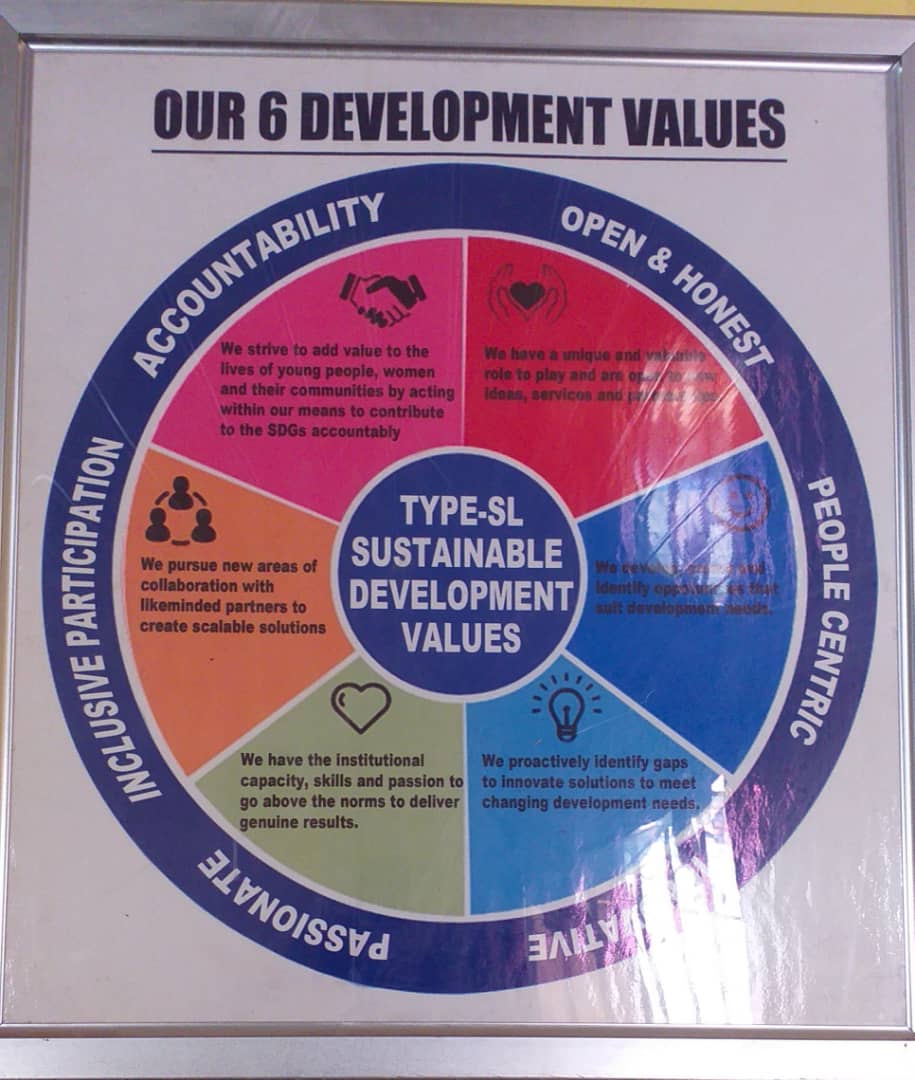 OUR 6 DEVELOPMENT VALUES
ACCOUNTABILITY
We strive to add value to the
lives of young people, women
and their communities by acting
within our means to contribute
to the SDGs accountably
OPEN & HONEST
We have a unique and valuable
role to play and are open to new
ideas, services and
PEOPLE CENTRIC
We
identify opportunities that
suit development needs.
We proactively identify gaps
to innovate solutions to meet
changing development needs.
PASSIONATE
We have the institutional
capacity, skills and passion to
go above the norms to deliver
genuine results.
INCLUSIVE PARTICIPATION
We pursue new areas of
collaboration with
likeminded partners to
create scalable solutions
TYPE-SL
SUSTAINABLE
DEVELOPMENT
VALUES